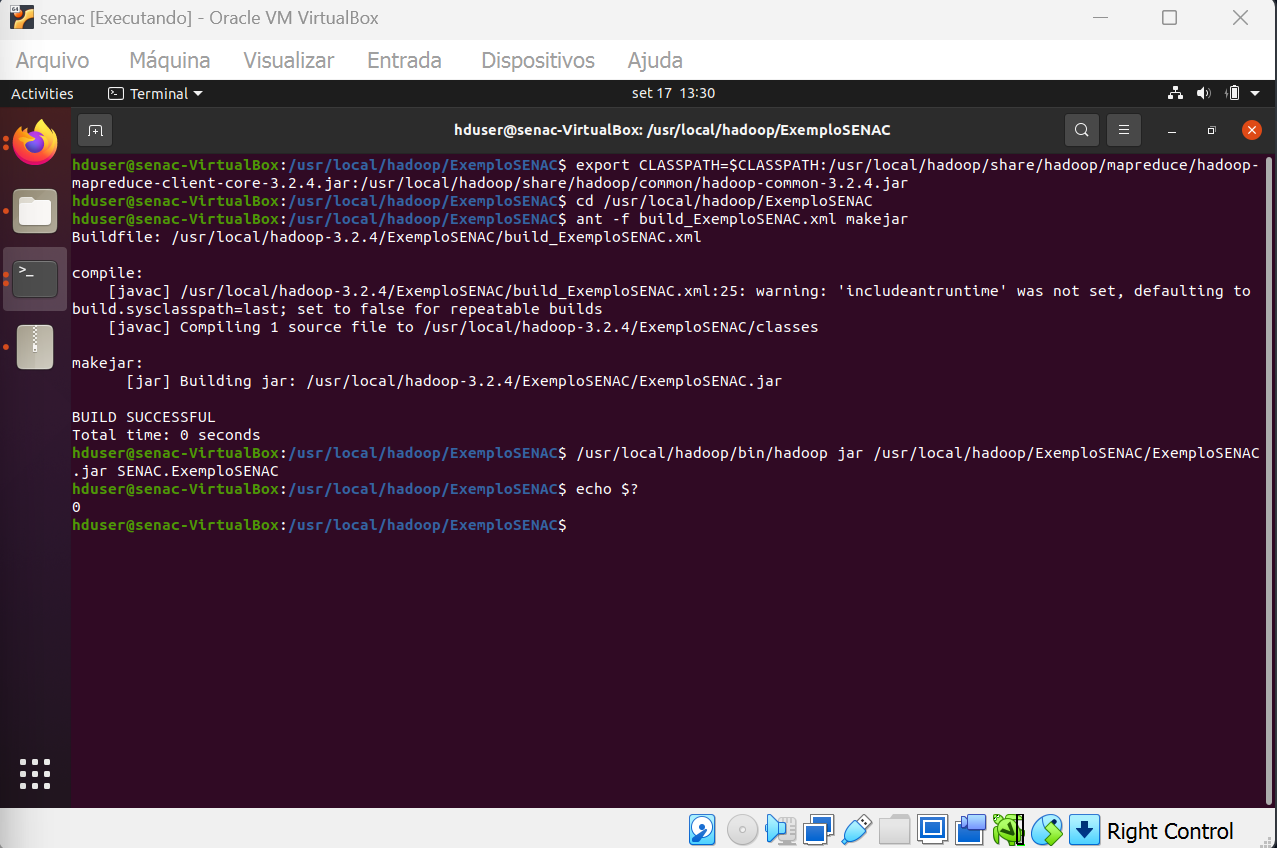 senac [Executando] - Oracle VM VirtualBox
Arquivo Máquina Visualizar Entrada Dispositivos Ajuda
Activities Terminal set 17 13:30
hduser@senac-VirtualBox: /usr/local/hadoop/ExemploSENAC
hduser@senac-VirtualBox:/usr/local/hadoop/ExemploSENAC$ export CLASSPATH=$CLASSPATH:/usr/local/hadoop/share/hadoop/mapreduce/hadoop-
mapreduce-client-core-3.2.4.jar:/usr/local/hadoop/share/hadoop/common/hadoop-common-3.2.4.jar
hduser@senac-VirtualBox:/usr/local/hadoop/ExemploSENAC$ cd /usr/local/hadoop/ExemploSENAC
hduser@senac-VirtualBox:/usr/local/hadoop/ExemploSENAC$ ant -f build_ExemploSENAC.xml makejar
Buildfile: /usr/local/hadoop-3.2.4/ExemploSENAC/build_ExemploSENAC.xml
compile:
[javac] /usr/local/hadoop-3.2.4/ExemploSENAC/build_ExemploSENAC.xml:25: warning: 'includeantruntime' was not set, defaulting to
build.sysclasspath=last; set to false for repeatable builds
[javac] Compiling 1 source file to /usr/local/hadoop-3.2.4/ExemploSENAC/classes
makejar:
[jar] Building jar: /usr/local/hadoop-3.2.4/ExemploSENAC/ExemploSENAC.jar
BUILD SUCCESSFUL
Total time: 0 seconds
hduser@senac-VirtualBox:/usr/local/hadoop/ExemploSENAC$ /usr/local/hadoop/bin/hadoop jar /usr/local/hadoop/ExemploSENAC/ExemploSENAC
.jar SENAC.ExemploSENAC
hduser@senac-VirtualBox:/usr/local/hadoop/ExemploSENAC$ echo $?
0
hduser@senac-VirtualBox:/usr/local/hadoop/ExemploSENAC$
Right Control